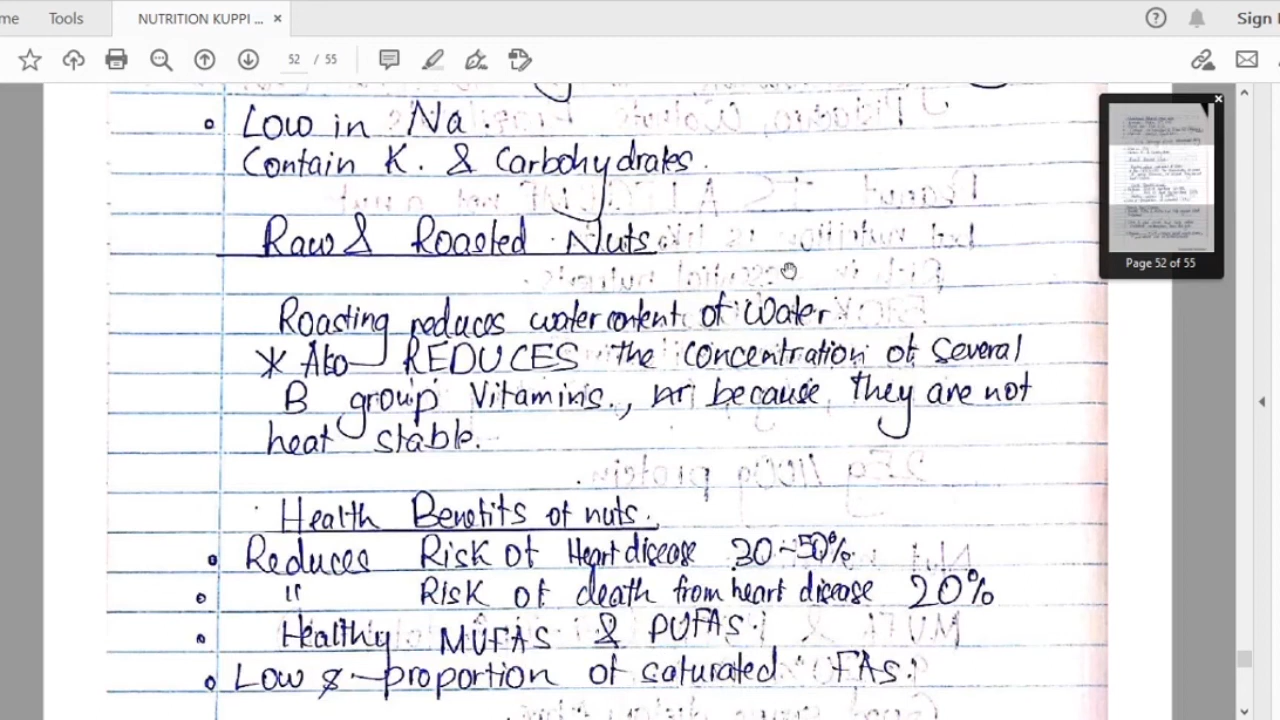 me Tools NUTRITION KUPPI ... × Sign
52 / 55
Low in Na.
Contain K. & Carbohydrates.
Raw & Roasted Nuts
Roasting reduces water content of Water
* Also REDUCES the concentration of several
B group Vitamins., because they are not
heat stable.
Health Benefits of nuts.
• Reduces Risk of Heart disease 30-50%
• " Risk of death from heart disease 20%
• Healthy MUFAS & PUFAS.
• Low proportion of saturated FAs.
Page 52 of 55